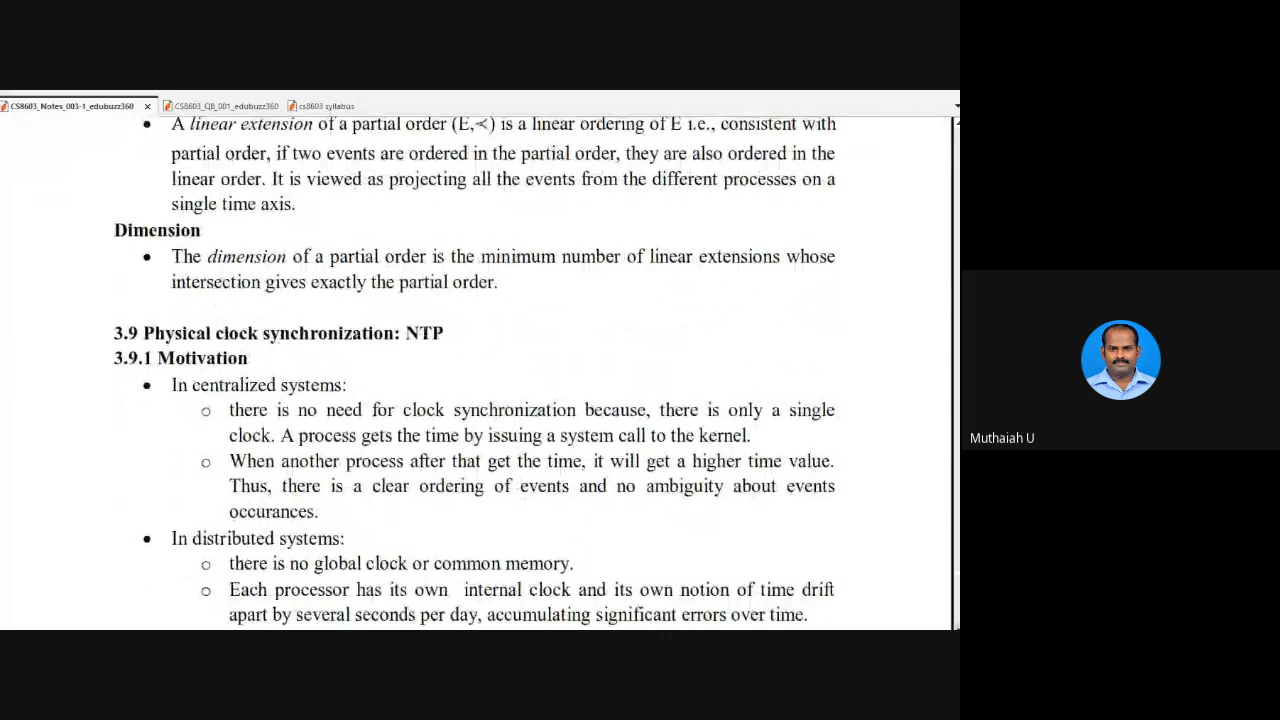 CS8603_Notes_003-1_edubuzz360 × CS8603_QB_001_edubuzz360 cs8603 syllabus
• A linear extension of a partial order (E,≺) is a linear ordering of E i.e., consistent with
partial order, if two events are ordered in the partial order, they are also ordered in the
linear order. It is viewed as projecting all the events from the different processes on a
single time axis.
Dimension
• The dimension of a partial order is the minimum number of linear extensions whose
intersection gives exactly the partial order.
3.9 Physical clock synchronization: NTP
3.9.1 Motivation
• In centralized systems:
o there is no need for clock synchronization because, there is only a single
clock. A process gets the time by issuing a system call to the kernel.
o When another process after that get the time, it will get a higher time value.
Thus, there is a clear ordering of events and no ambiguity about events
occurances.
• In distributed systems:
o there is no global clock or common memory.
o Each processor has its own internal clock and its own notion of time drift
apart by several seconds per day, accumulating significant errors over time.
Muthaiah U